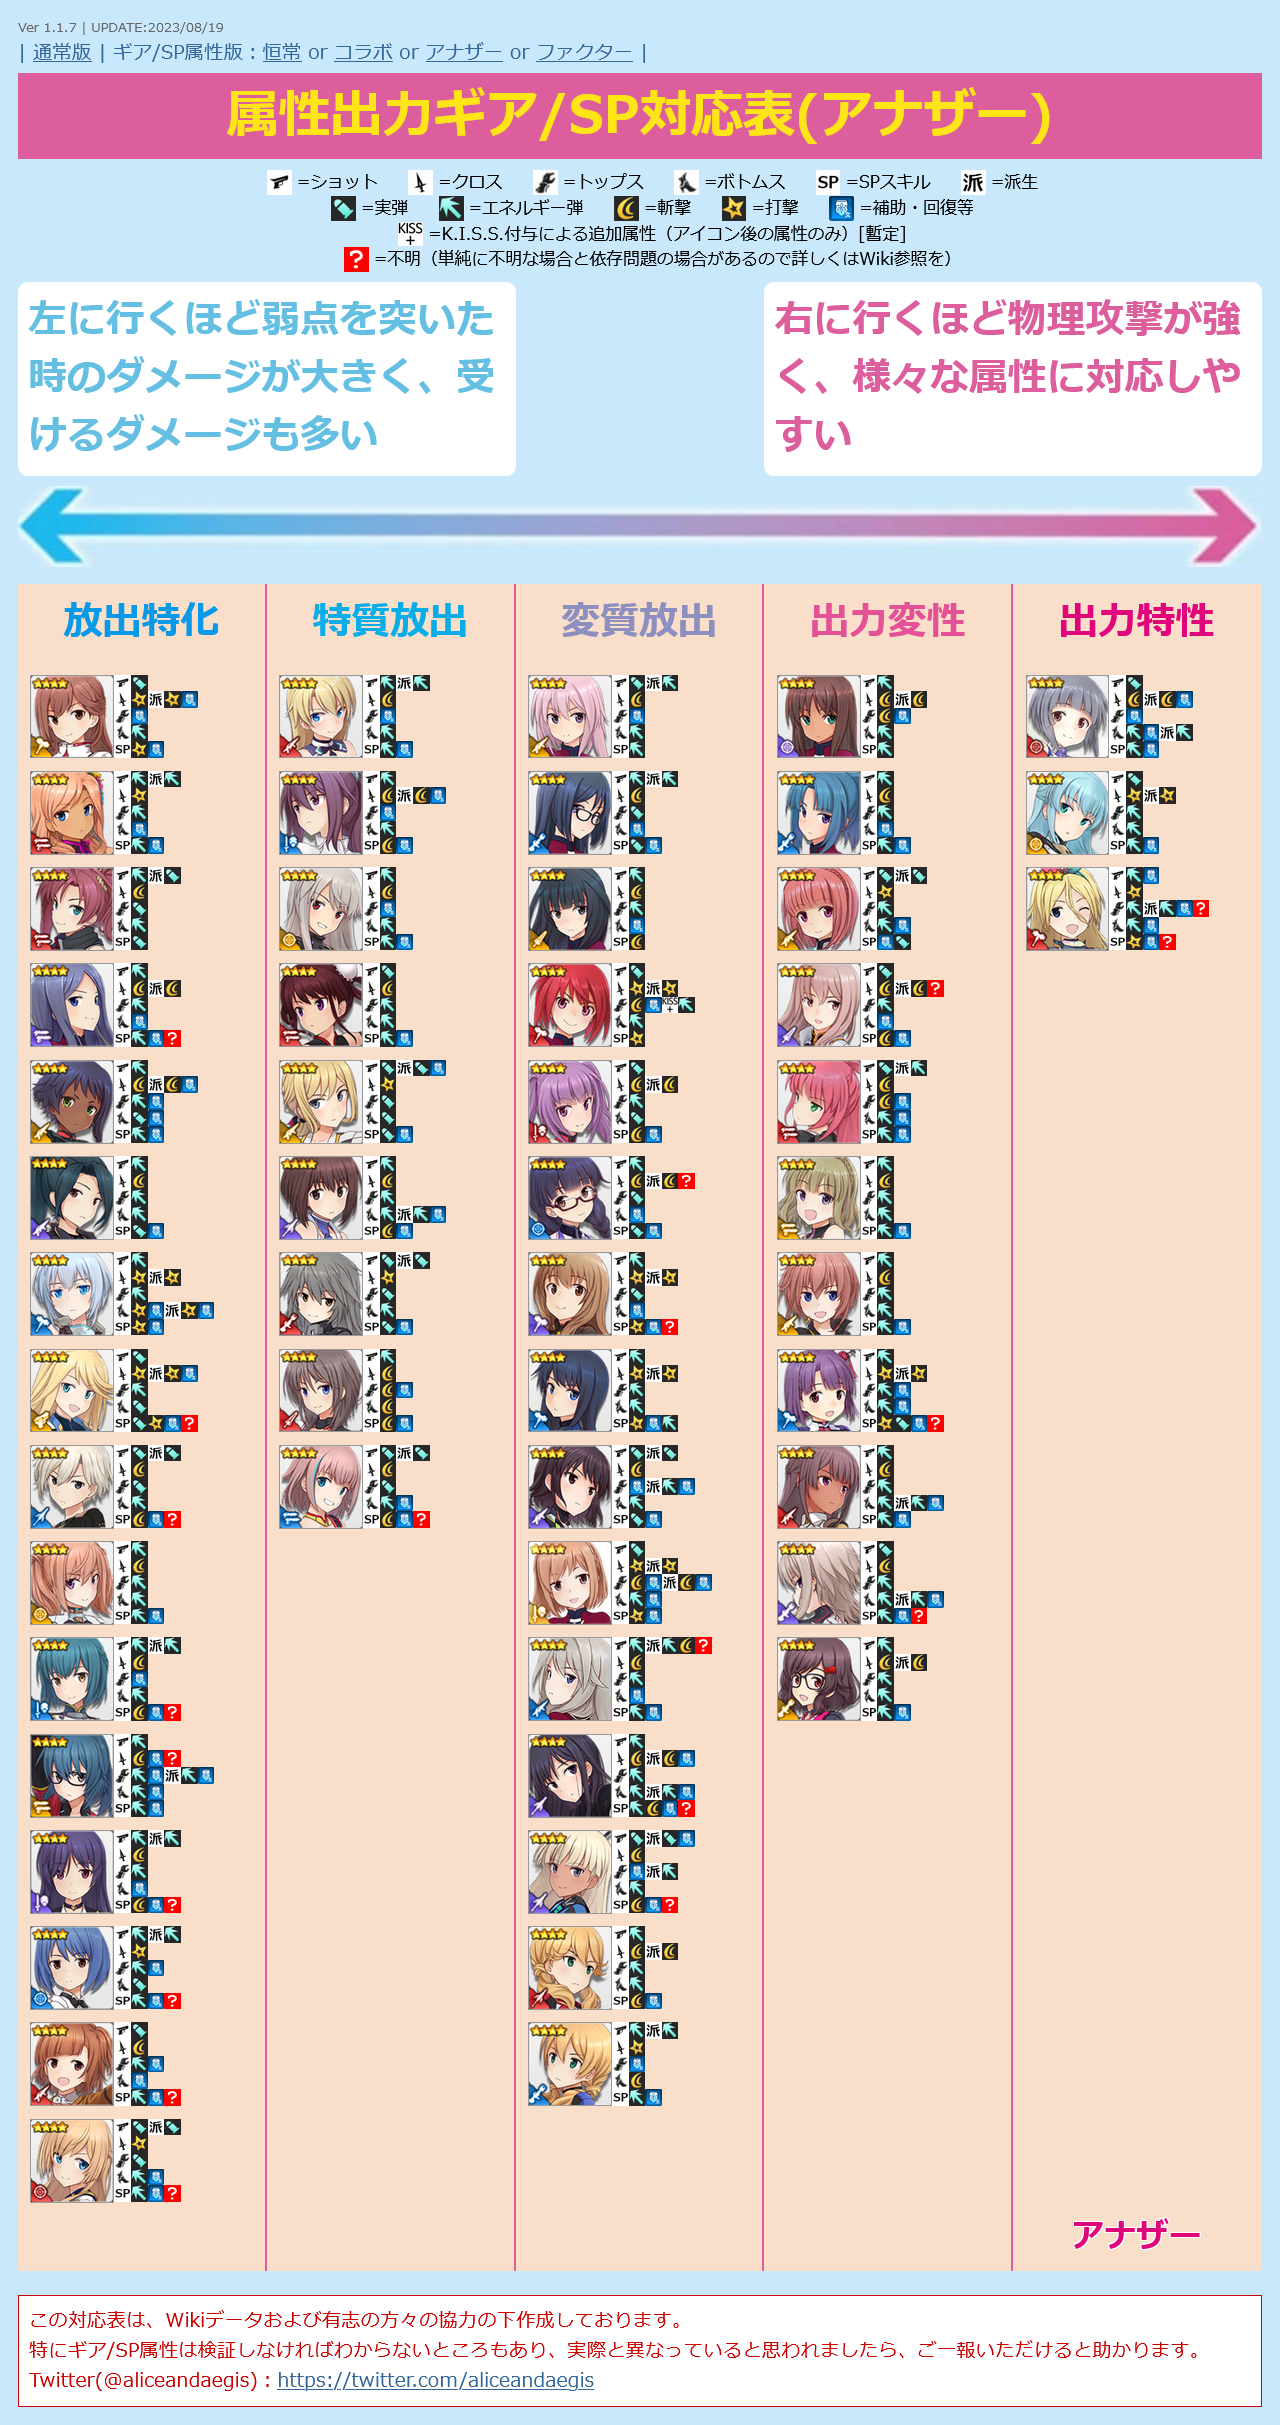 Ver 1.1.7 | UPDATE:2023/08/19
| 通常版 | ギア/SP属性版：恒常 or コラボ or アナザー or ファクター |
属性出力ギア/SP対応表(アナザー)
=ショット =クロス =トップス =ボトムス SP =SPスキル 派 =派生
=実弾 =エネルギー弾 =斬撃 =打撃 =補助・回復等
KISS+ =K.I.S.S.付与による追加属性（アイコン後の属性のみ）[暫定]
? =不明（単純に不明な場合と依存問題の場合があるので詳しくはWiki参照を）
左に行くほど弱点を突いた
時のダメージが大きく、受
けるダメージも多い
右に行くほど物理攻撃が強
く、様々な属性に対応しや
すい
放出特化 特質放出 変質放出 出力変性 出力特性
アナザー
この対応表は、Wikiデータおよび有志の方々の協力の下作成しております。
特にギア/SP属性は検証しなければわからないところもあり、実際と異なっていると思われましたら、ご一報いただけると助かります。
Twitter(@aliceandaegis)：https://twitter.com/aliceandaegis